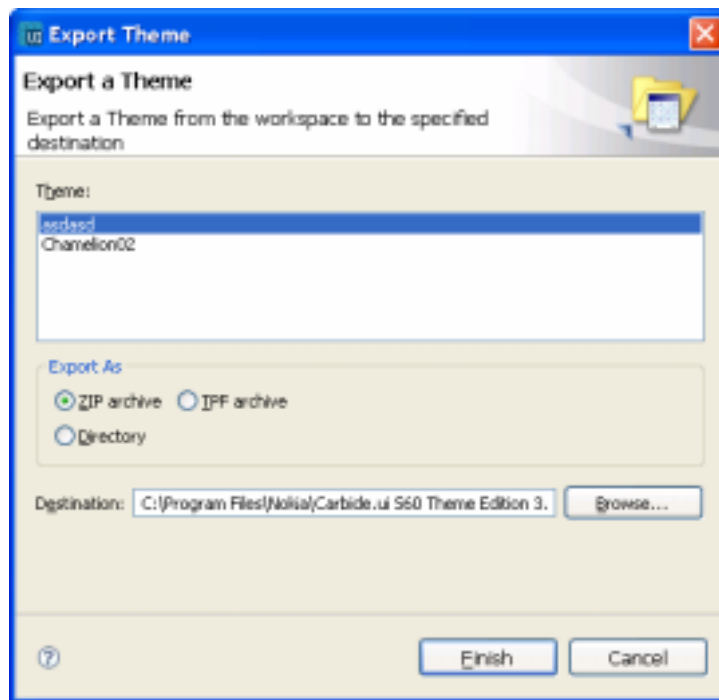 UI Export Theme
Export a Theme
Export a Theme from the workspace to the specified
destination
Theme:
asdasd
Chamelion02
Export As
ZIP archive TPF archive
Directory
Destination: C:\Program Files\Nokia\Carbide.ui S60 Theme Edition 3. Browse...
Finish Cancel